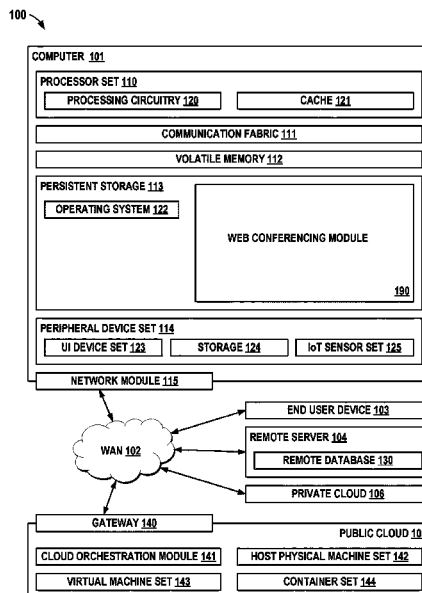 100
COMPUTER 101
PROCESSOR SET 110
PROCESSING CIRCUITRY 120
CACHE 121
COMMUNICATION FABRIC 111
VOLATILE MEMORY 112
PERSISTENT STORAGE 113
OPERATING SYSTEM 122
WEB CONFERENCING MODULE
190
PERIPHERAL DEVICE SET 114
UI DEVICE SET 123
STORAGE 124
IoT SENSOR SET 125
NETWORK MODULE 115
WAN 102
END USER DEVICE 103
REMOTE SERVER 104
REMOTE DATABASE 130
PRIVATE CLOUD 106
GATEWAY 140
PUBLIC CLOUD 10
CLOUD ORCHESTRATION MODULE 141
HOST PHYSICAL MACHINE SET 142
VIRTUAL MACHINE SET 143
CONTAINER SET 144